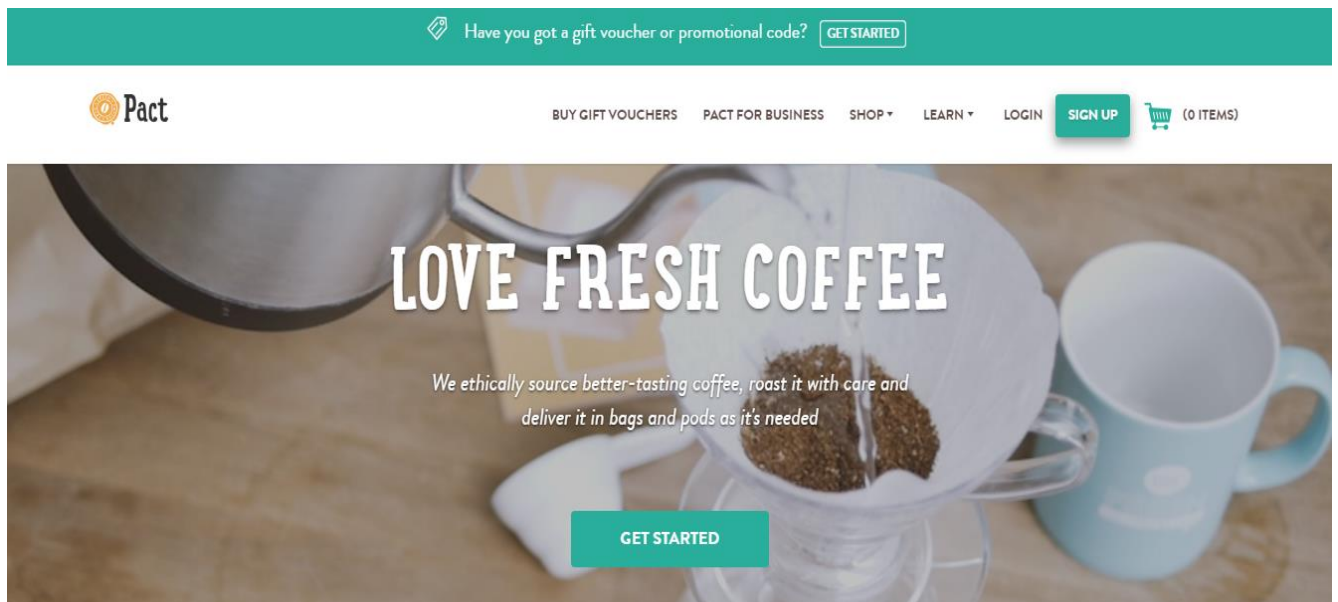 Have you got a gift voucher or promotional code? GET STARTED
Pact
BUY GIFT VOUCHERS PACT FOR BUSINESS SHOP LEARN LOGIN SIGN UP (0 ITEMS)
LOVE FRESH COFFEE
We ethically source better-tasting coffee, roast it with care and
deliver it in bags and pods as it's needed
GET STARTED